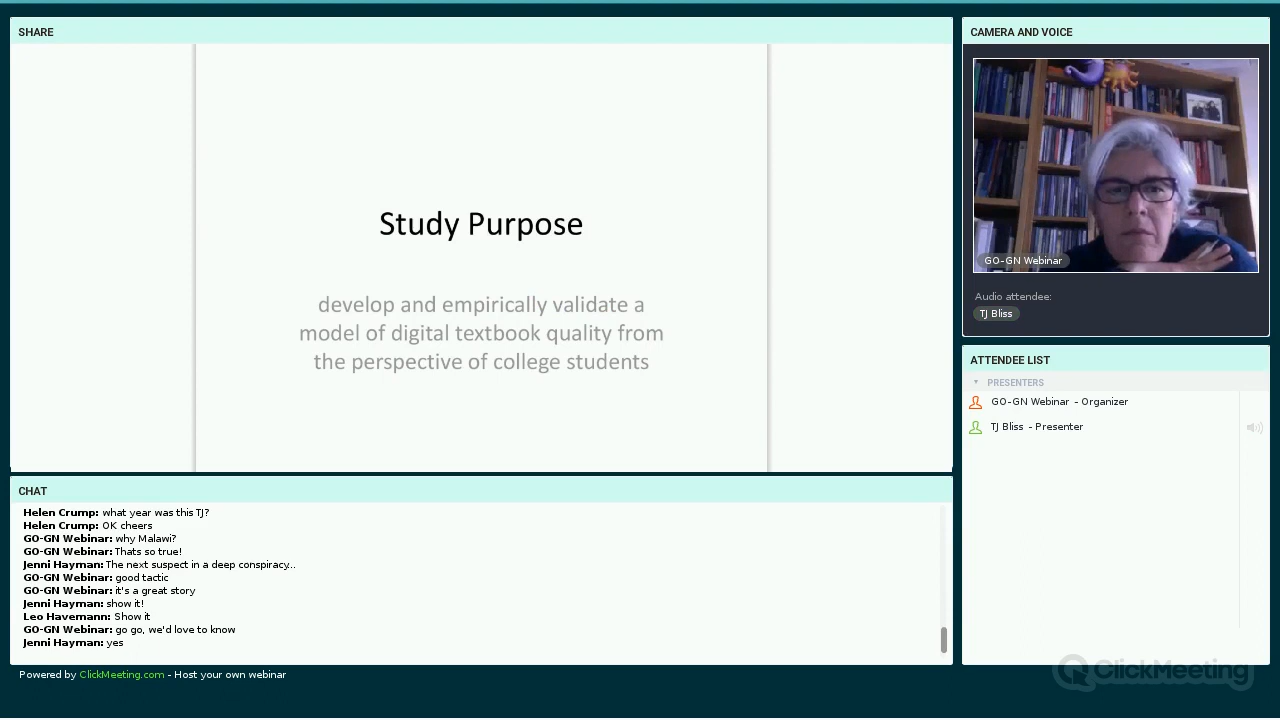 SHARE
Study Purpose
develop and empirically validate a
model of digital textbook quality from
the perspective of college students
CHAT
Helen Crump: what year was this TJ?
Helen Crump: OK cheers
GO-GN Webinar: why Malawi?
GO-GN Webinar: Thats so true!
Jenni Hayman: The next suspect in a deep conspiracy...
GO-GN Webinar: good tactic
GO-GN Webinar: it's a great story
Jenni Hayman: show it!
Leo Havemann: Show it
GO-GN Webinar: go go, we'd love to know
Jenni Hayman: yes
Powered by ClickMeeting.com - Host your own webinar
CAMERA AND VOICE
GO-GN Webinar
Audio attendee:
TJ Bliss
ATTENDEE LIST
PRESENTERS
GO-GN Webinar - Organizer
TJ Bliss - Presenter
ClickMeeting